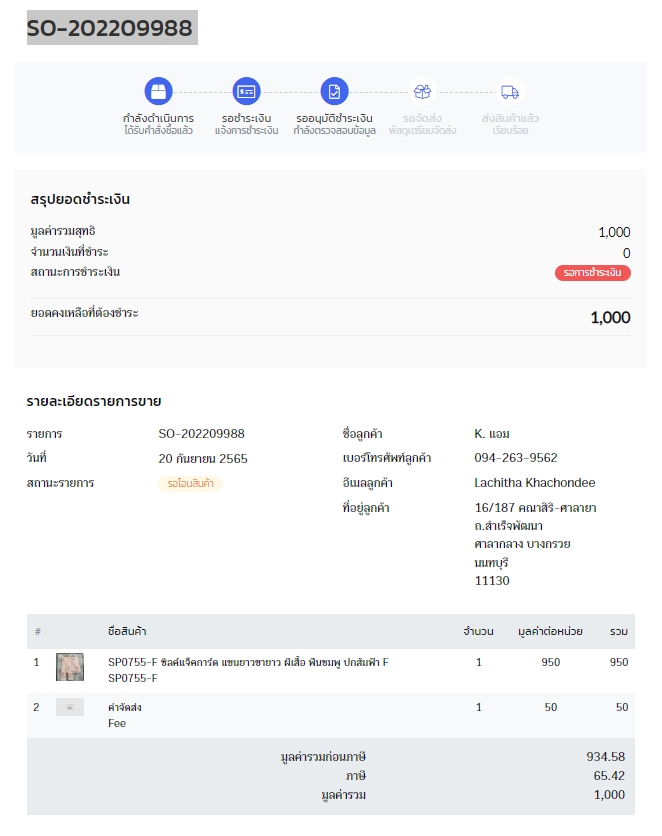 SO-202209988
กำลังดำเนินการ
ได้รับคำสั่งซื้อแล้ว
รอชำระเงิน
แจ้งการชำระเงิน
รออนุมัติชำระเงิน
กำลังตรวจสอบข้อมูล
รอจัดส่ง
พัสดุเตรียมจัดส่ง
ส่งสินค้าแล้ว
เรียบร้อย
สรุปยอดชำระเงิน
มูลค่ารวมสุทธิ 1,000
จำนวนเงินที่ชำระ 0
สถานะการชำระเงิน รอการชำระเงิน
ยอดคงเหลือที่ต้องชำระ 1,000
รายละเอียดรายการขาย
รายการ SO-202209988
วันที่ 20 กันยายน 2565
สถานะรายการ รอโอนสินค้า
ชื่อลูกค้า K. แอม
เบอร์โทรศัพท์ลูกค้า 094-263-9562
อีเมลลูกค้า Lachitha Khachondee
ที่อยู่ลูกค้า 16/187 คณาสิริ-ศาลายา
ถ.สำเร็จพัฒนา
ศาลากลาง บางกรวย
นนทบุรี
11130
# ชื่อสินค้า จำนวน มูลค่าต่อหน่วย รวม
1 SP0755-F ซิลค์แจ็คการ์ด แขนยาวขายาว ผีเสื้อ พื้นชมพู ปกส้มฟ้า F 1 950 950
SP0755-F
2 ค่าจัดส่ง 1 50 50
Fee
มูลค่ารวมก่อนภาษี 934.58
ภาษี 65.42
มูลค่ารวม 1,000